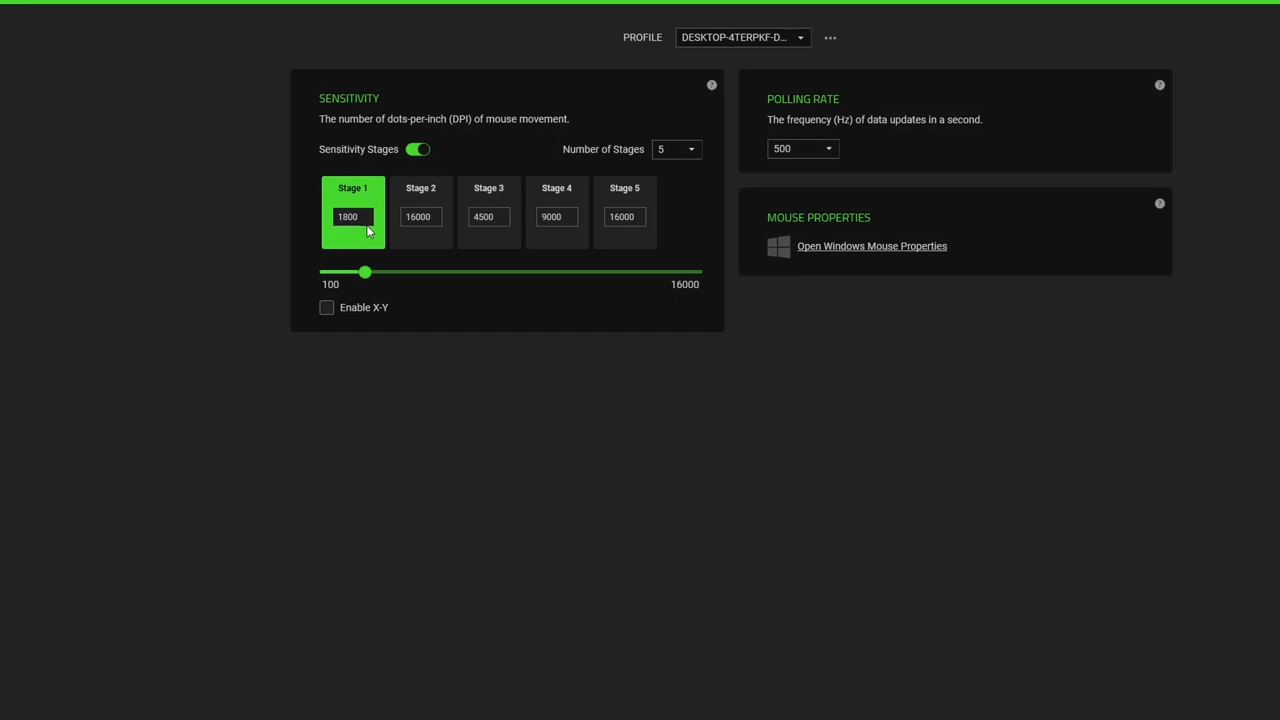 PROFILE DESKTOP-4TERPKF-D...
SENSITIVITY
The number of dots-per-inch (DPI) of mouse movement.
Sensitivity Stages Number of Stages 5
Stage 1 Stage 2 Stage 3 Stage 4 Stage 5
1800 16000 4500 9000 16000
100 16000
Enable X-Y
POLLING RATE
The frequency (Hz) of data updates in a second.
500
MOUSE PROPERTIES
Open Windows Mouse Properties